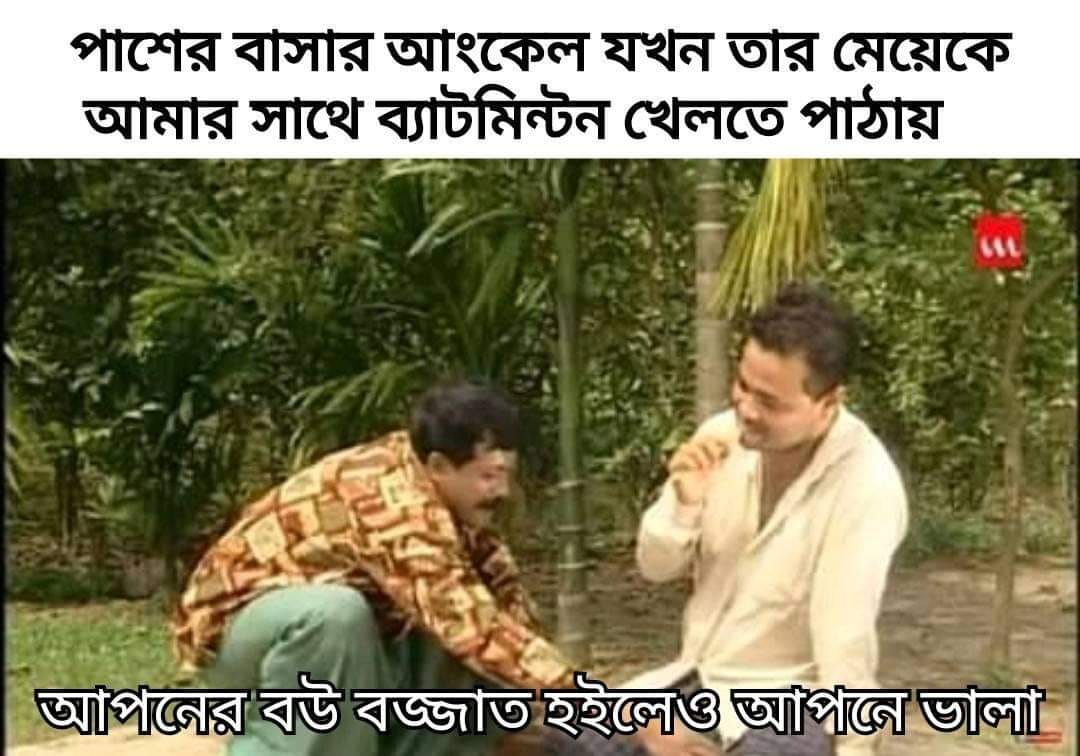 পাশের বাসার আংকেল যখন তার মেয়েকে
আমার সাথে ব্যাটমিন্টন খেলতে পাঠায়
আপনের বউ বজ্জাত হইলেও আপনে ভালা